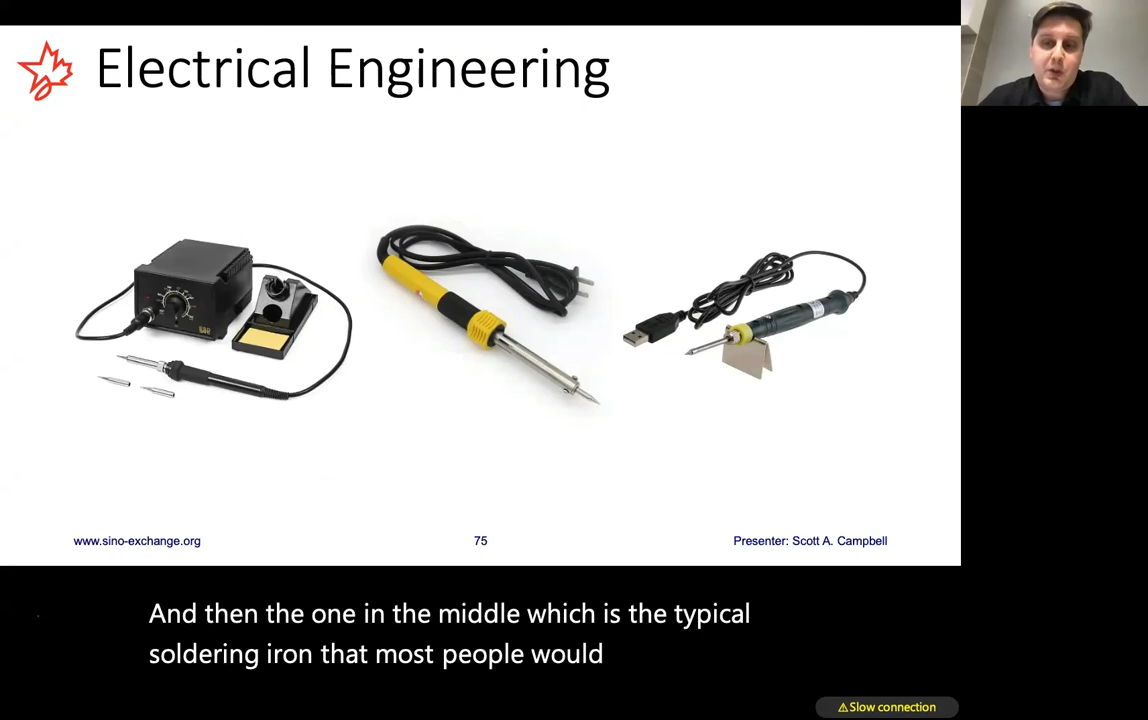 Electrical Engineering
www.sino-exchange.org
75
Presenter: Scott A. Campbell
And then the one in the middle which is the typical
soldering iron that most people would
⚠Slow connection